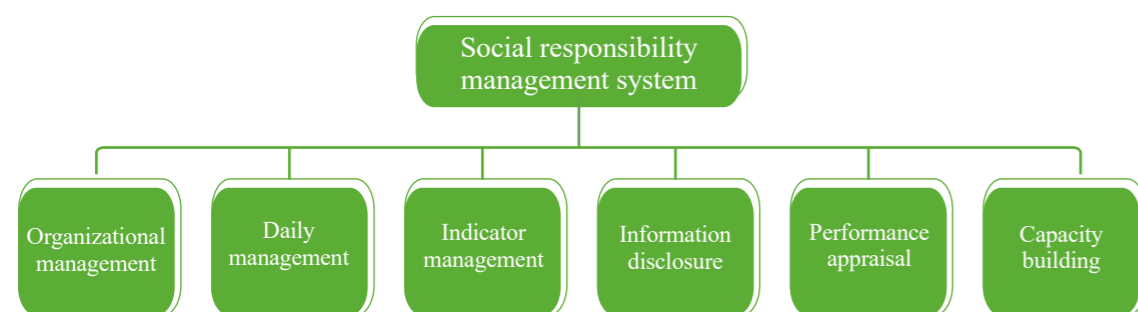 Social responsibility
management system
Organizational
management
Daily
management
Indicator
management
Information
disclosure
Performance
appraisal
Capacity
building